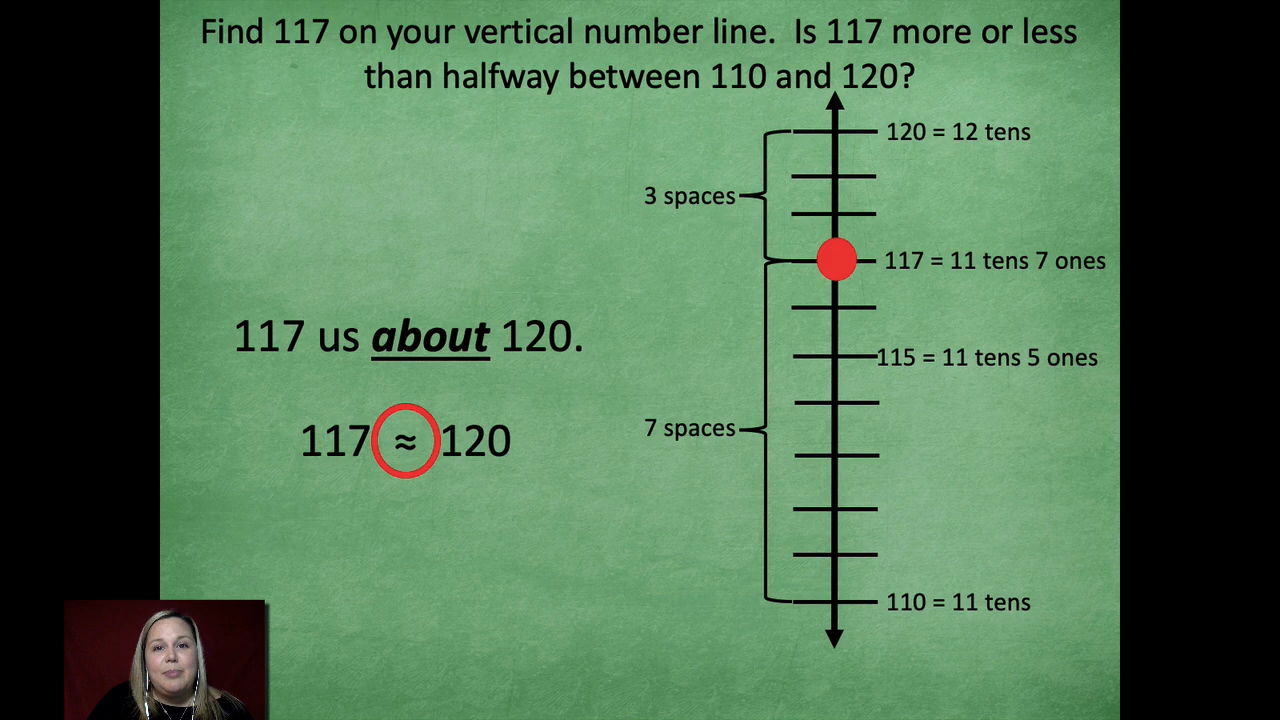 Find 117 on your vertical number line.  Is 117 more or less
than halfway between 110 and 120?
120 = 12 tens
3 spaces
117 = 11 tens 7 ones
117 us about 120.
115 = 11 tens 5 ones
117 ≈ 120
7 spaces
110 = 11 tens